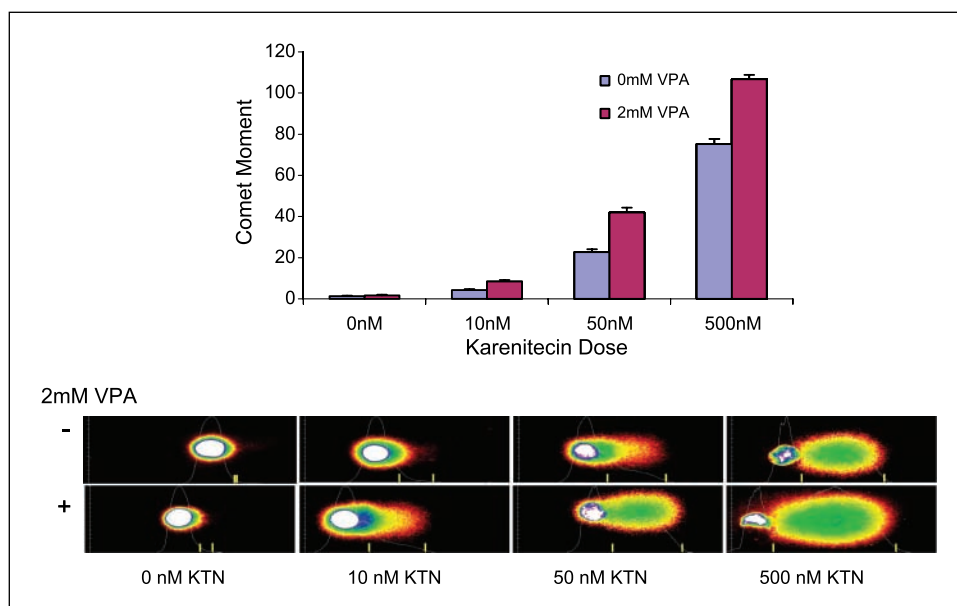 120
100
80
60
40
20
0
Comet Moment
0mM VPA
2mM VPA
0nM 10nM 50nM 500nM
Karenitecin Dose
2mM VPA
-
+
0 nM KTN 10 nM KTN 50 nM KTN 500 nM KTN